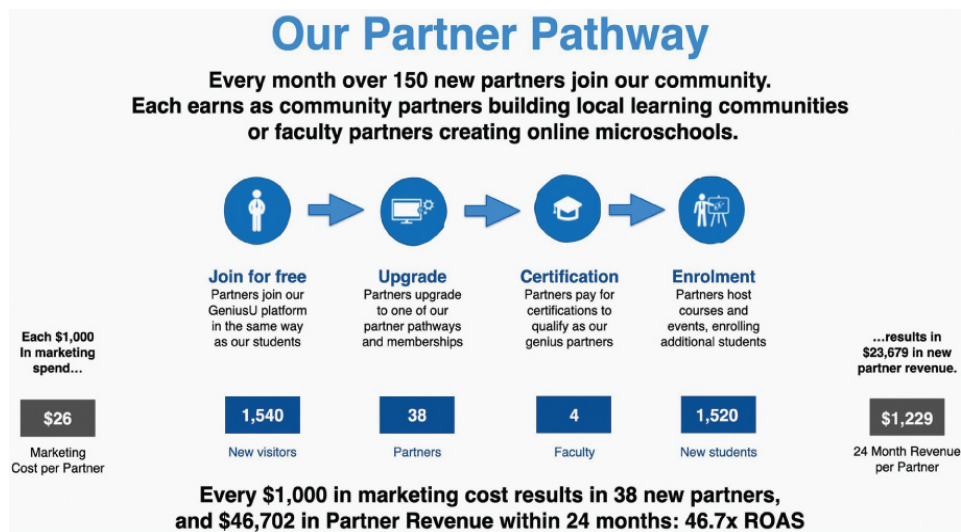 Our Partner Pathway
Every month over 150 new partners join our community.
Each earns as community partners building local learning communities
or faculty partners creating online microschools.
Join for free
Partners join our
GeniusU platform
in the same way
as our students
Upgrade
Partners upgrade
to one of our
partner pathways
and memberships
Certification
Partners pay for
certifications to
qualify as our
genius partners
Enrolment
Partners host
courses and
events, enrolling
additional students
Each $1,000
In marketing
spend...
...results in
$23,679 in new
partner revenue.
$26
Marketing
Cost per Partner
1,540
New visitors
38
Partners
4
Faculty
1,520
New students
$1,229
24 Month Revenue
per Partner
Every $1,000 in marketing cost results in 38 new partners,
and $46,702 in Partner Revenue within 24 months: 46.7x ROAS